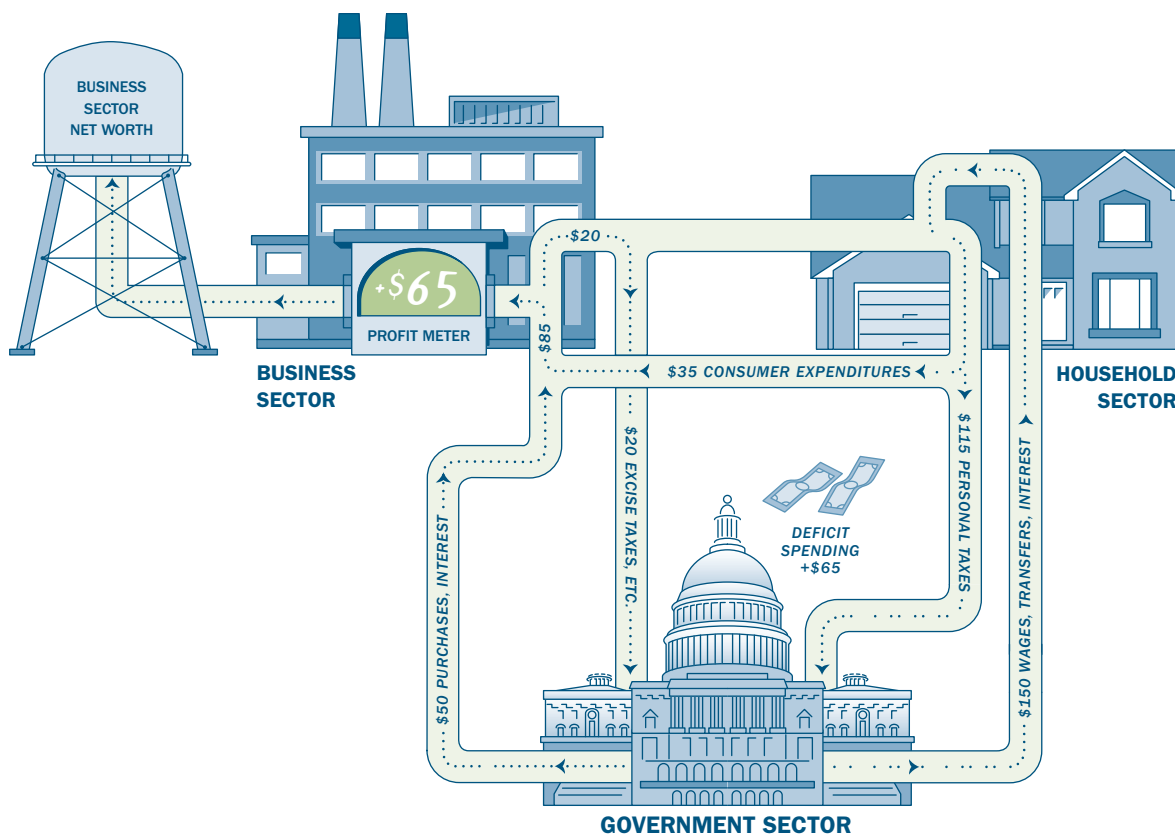 BUSINESS
SECTOR
NET WORTH
+$65
PROFIT METER
BUSINESS
SECTOR
$20
$85
$35 CONSUMER EXPENDITURES
HOUSEHOLD
SECTOR
$20 EXCISE TAXES, ETC.
$115 PERSONAL TAXES
$150 WAGES, TRANSFERS, INTEREST
$50 PURCHASES, INTEREST
DEFICIT
SPENDING
+$65
GOVERNMENT SECTOR